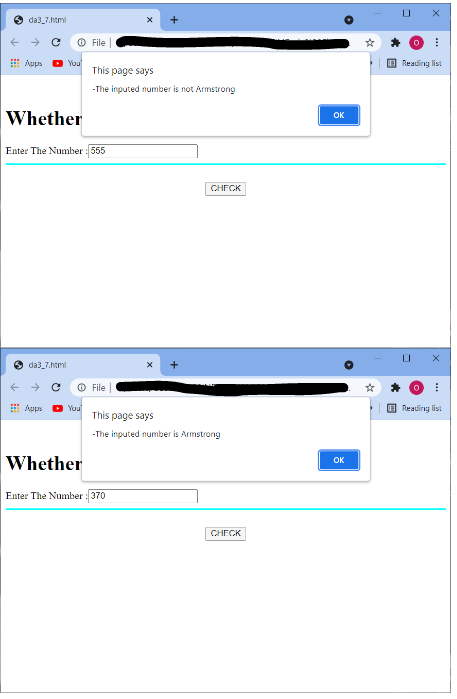 da3_7.html
File
Apps
Reading list
This page says
-The inputed number is not Armstrong
OK
Whether
Enter The Number :555
CHECK
da3_7.html
File
Apps
Reading list
This page says
-The inputed number is Armstrong
OK
Whether
Enter The Number :370
CHECK